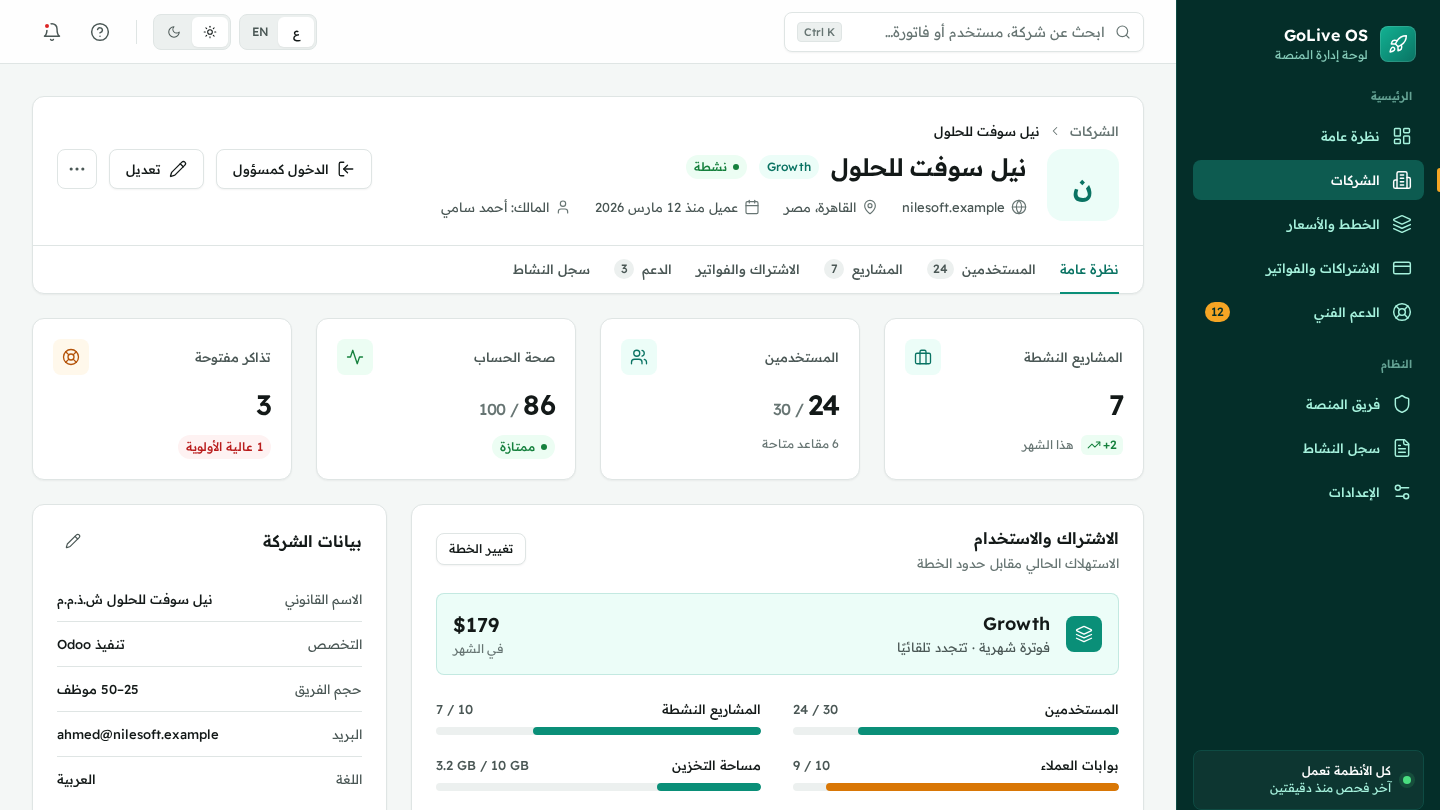 GoLive OS
لوحة إدارة المنصة
الرئيسية
نظرة عامة
الشركات
الخطط والأسعار
الاشتراكات والفواتير
الدعم الفني 12
النظام
فريق المنصة
سجل النشاط
الإعدادات
كل الأنظمة تعمل
آخر فحص منذ دقيقتين
ابحث عن شركة، مستخدم أو فاتورة... Ctrl K
ع EN
الشركات نيل سوفت للحلول
ن
نيل سوفت للحلول Growth نشطة
الدخول كمسؤول تعديل
nilesoft.example القاهرة، مصر عميل منذ 12 مارس 2026 المالك: أحمد سامي
نظرة عامة المستخدمين 24 المشاريع 7 الاشتراك والفواتير الدعم 3 سجل النشاط
المشاريع النشطة
7
+2 هذا الشهر
المستخدمين
24 / 30
6 مقاعد متاحة
صحة الحساب
86 / 100
ممتازة
تذاكر مفتوحة
3
1 عالية الأولوية
الاشتراك والاستخدام
الاستهلاك الحالي مقابل حدود الخطة
تغيير الخطة
Growth
فوترة شهرية · تتجدد تلقائيًا
$179
في الشهر
المستخدمين 24 / 30
المشاريع النشطة 7 / 10
بوابات العملاء 9 / 10
مساحة التخزين 3.2 GB / 10 GB
بيانات الشركة
الاسم القانوني نيل سوفت للحلول ش.ذ.م.م
التخصص تنفيذ Odoo
حجم الفريق 25–50 موظف
البريد ahmed@nilesoft.example
اللغة العربية